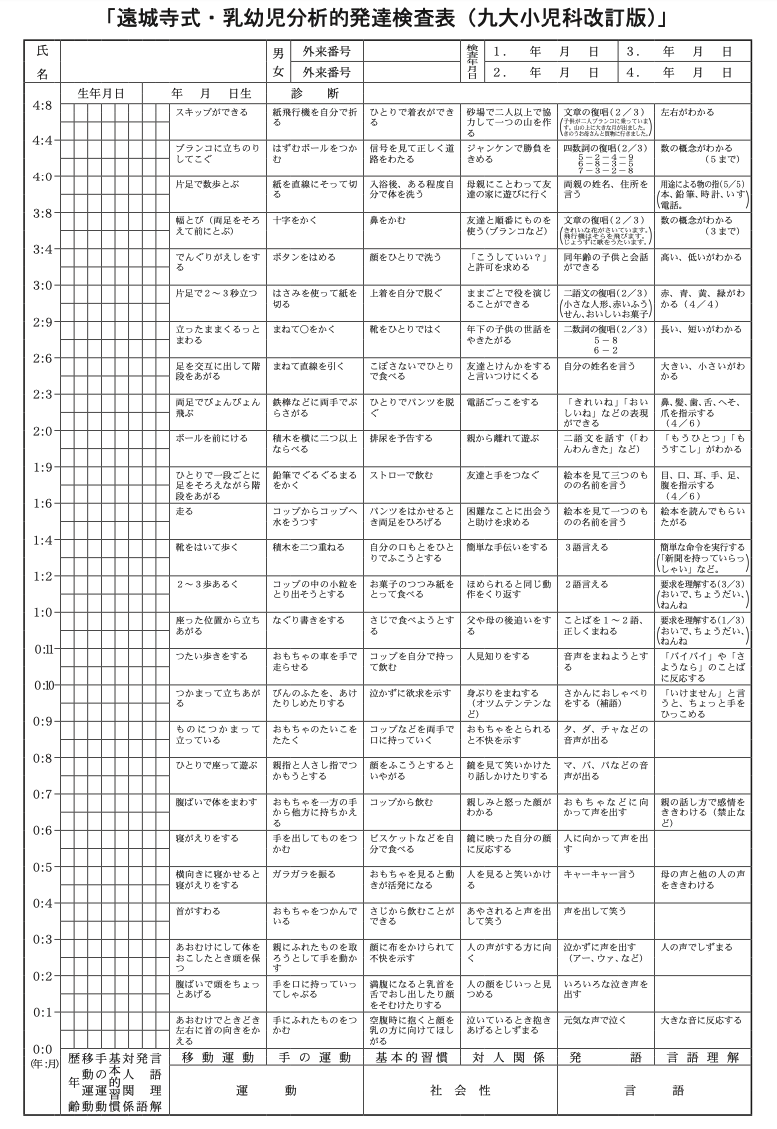 「遠城寺式・乳幼児分析的発達検査表（九大小児科改訂版）」
氏名
男
女
外来番号
外来番号
検査年月日
1.　年　月　日
3.　年　月　日
2.　年　月　日
4.　年　月　日
生年月日
年　月　日生
診　断
4:8
スキップができる
紙飛行機を自分で折る
ひとりで着衣ができる
砂場で二人以上で協力して一つの山を作る
文章の復唱(2／3)
(子供が二人ブランコに乗っています。山の上に大きな月が出ました。きのうお母さんと買物に行きました。)
左右がわかる
4:4
ブランコに立ちのりしてこぐ
はずむボールをつかむ
信号を見て正しく道路をわたる
ジャンケンで勝負をきめる
四数詞の復唱(2／3)
5－2－4－9
6－8－3－5
7－3－2－8
数の概念がわかる
（5まで）
4:0
片足で数歩とぶ
紙を直線にそって切る
入浴後、ある程度自分で体を洗う
母親にことわって友達の家に遊びに行く
両親の姓名、住所を言う
用途による物の指示(5／5)
(本、鉛筆、時計、いす、電話。)
3:8
幅とび（両足をそろえて前にとぶ）
十字をかく
鼻をかむ
友達と順番にものを使う(ブランコなど)
文章の復唱(2／3)
(きれいな花がさいています。飛行機はそらを飛びます。じょうずに歌をうたいます。)
数の概念がわかる
（3まで）
3:4
でんぐりがえしをする
ボタンをはめる
顔をひとりで洗う
「こうしていい？」と許可を求める
同年齢の子供と会話ができる
高い、低いがわかる
3:0
片足で2～3秒立つ
はさみを使って紙を切る
上着を自分で脱ぐ
ままごとで役を演じることができる
二語文の復唱(2／3)
(小さな人形、赤いふうせん、おいしいお菓子)
赤、青、黄、緑がわかる（4／4）
2:9
立ったままくるっとまわる
まねて○をかく
靴をひとりではく
年下の子供の世話をやきたがる
二数詞の復唱(2／3)
5－8
6－2
長い、短いがわかる
2:6
足を交互に出して階段をあがる
まねて直線を引く
こぼさないでひとりで食べる
友達とけんかをすると言いつけにくる
自分の姓名を言う
大きい、小さいがわかる
2:3
両足でぴょんぴょん飛ぶ
鉄棒などに両手でぶらさがる
ひとりでパンツを脱ぐ
電話ごっこをする
「きれいね」「おいしいね」などの表現ができる
鼻、髪、歯、舌、へそ、爪を指示する（4／6）
2:0
ボールを前にける
積木を横に二つ以上ならべる
排尿を予告する
親から離れて遊ぶ
二語文を話す（「わんわんきた」など）
「もうひとつ」「もうすこし」がわかる
1:9
ひとりで一段ごとに足をそろえながら階段をあがる
鉛筆でぐるぐるまるをかく
ストローで飲む
友達と手をつなぐ
絵本を見て三つのものの名前を言う
目、口、耳、手、足、腹を指示する（4／6）
1:6
走る
コップからコップへ水をうつす
パンツをはかせるとき両足をひろげる
困難なことに出会うと助けを求める
絵本を見て一つのものの名前を言う
絵本を読んでもらいたがる
1:4
靴をはいて歩く
積木を二つ重ねる
自分の口もとをひとりでふこうとする
簡単な手伝いをする
3語言える
簡単な命令を実行する
(「新聞を持っていらっしゃい」など。)
1:2
2～3歩あるく
コップの中の小粒をとり出そうとする
お菓子のつつみ紙をとって食べる
ほめられると同じ動作をくり返す
2語言える
要求を理解する(3／3)
(おいで、ちょうだい、ねんね)
1:0
座った位置から立ちあがる
なぐり書きをする
さじで食べようとする
父や母の後追いをする
ことばを1～2語、正しくまねる
要求を理解する(1／3)
(おいで、ちょうだい、ねんね)
0:11
つたい歩きをする
おもちゃの車を手で走らせる
コップを自分で持って飲む
人見知りをする
音声をまねようとする
「バイバイ」や「さようなら」のことばに反応する
0:10
つかまって立ちあがる
びんのふたを、あけたりしめたりする
泣かずに欲求を示す
身ぶりをまねする（オツムテンテンなど）
さかんにおしゃべりをする（補語）
「いけません」と言うと、ちょっと手をひっこめる
0:9
ものにつかまって立っている
おもちゃのたいこをたたく
コップなどを両手で口に持っていく
おもちゃをとられると不快を示す
タ、ダ、チャなどの音声が出る
0:8
ひとりで座って遊ぶ
親指と人さし指でつかもうとする
顔をふこうとするといやがる
鏡を見て笑いかけたり話しかけたりする
マ、バ、パなどの音声が出る
0:7
腹ばいで体をまわす
おもちゃを一方の手から他方に持ちかえる
コップから飲む
親しみと怒った顔がわかる
おもちゃなどに向かって声を出す
親の話し方で感情をききわける（禁止など）
0:6
寝がえりをする
手を出してものをつかむ
ビスケットなどを自分で食べる
鏡に映った自分の顔に反応する
人に向かって声を出す
0:5
横向きに寝かせると寝がえりをする
ガラガラを振る
おもちゃを見ると動きが活発になる
人を見ると笑いかける
キャーキャー言う
母の声と他の人の声をききわける
0:4
首がすわる
おもちゃをつかんでいる
さじから飲むことができる
あやされると声を出して笑う
声を出して笑う
0:3
あおむけにして体をおこしたとき頭を保つ
親にふれたものを取ろうとして手を動かす
顔に布をかけられて不快を示す
人の声がする方に向く
泣かずに声を出す（アー、ウァ、など）
人の声でしずまる
0:2
腹ばいで頭をちょっとあげる
手を口に持っていってしゃぶる
満腹になると乳首を舌でおし出したり顔をそむけたりする
人の顔をじいっと見つめる
いろいろな泣き声を出す
0:1
あおむけでときどき左右に首の向きをかえる
手にふれたものをつかむ
空腹時に抱くと顔を乳の方に向けてほしがる
泣いているとき抱きあげるとしずまる
元気な声で泣く
大きな音に反応する
0:0
(年:月)
歴年齢
移動運動
手の運動
基本的習慣
対人関係
発語
言語理解
移動運動
手の運動
基本的習慣
対人関係
発　語
言語理解
運　動
社会性
言　語